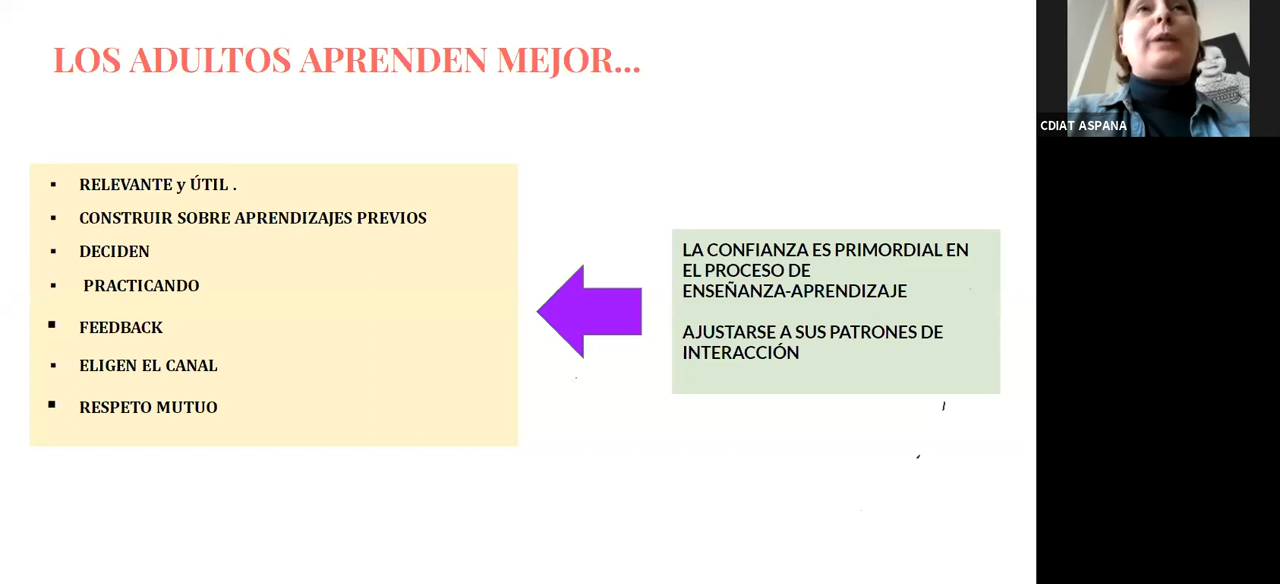 LOS ADULTOS APRENDEN MEJOR...
CDIAT ASPANA
RELEVANTE y ÚTIL .
CONSTRUIR SOBRE APRENDIZAJES PREVIOS
DECIDEN
PRACTICANDO
FEEDBACK
ELIGEN EL CANAL
RESPETO MUTUO
LA CONFIANZA ES PRIMORDIAL EN
EL PROCESO DE
ENSEÑANZA-APRENDIZAJE
AJUSTARSE A SUS PATRONES DE
INTERACCIÓN